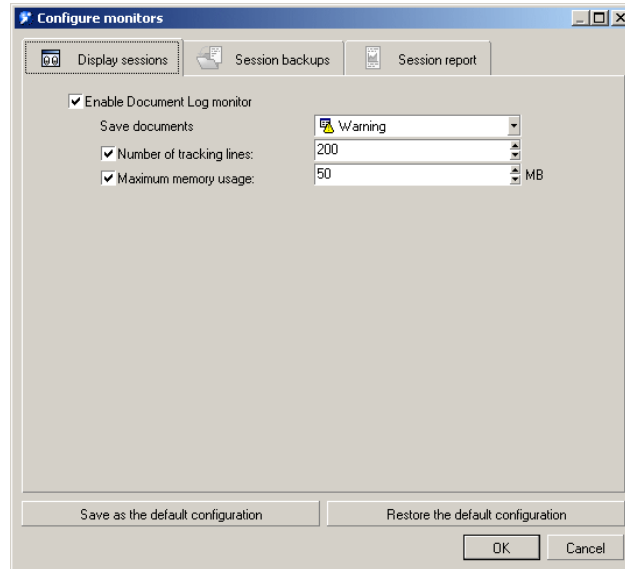 Configure monitors
Display sessions Session backups Session report
Enable Document Log monitor
Save documents Warning
Number of tracking lines: 200
Maximum memory usage: 50 MB
Save as the default configuration Restore the default configuration
OK Cancel